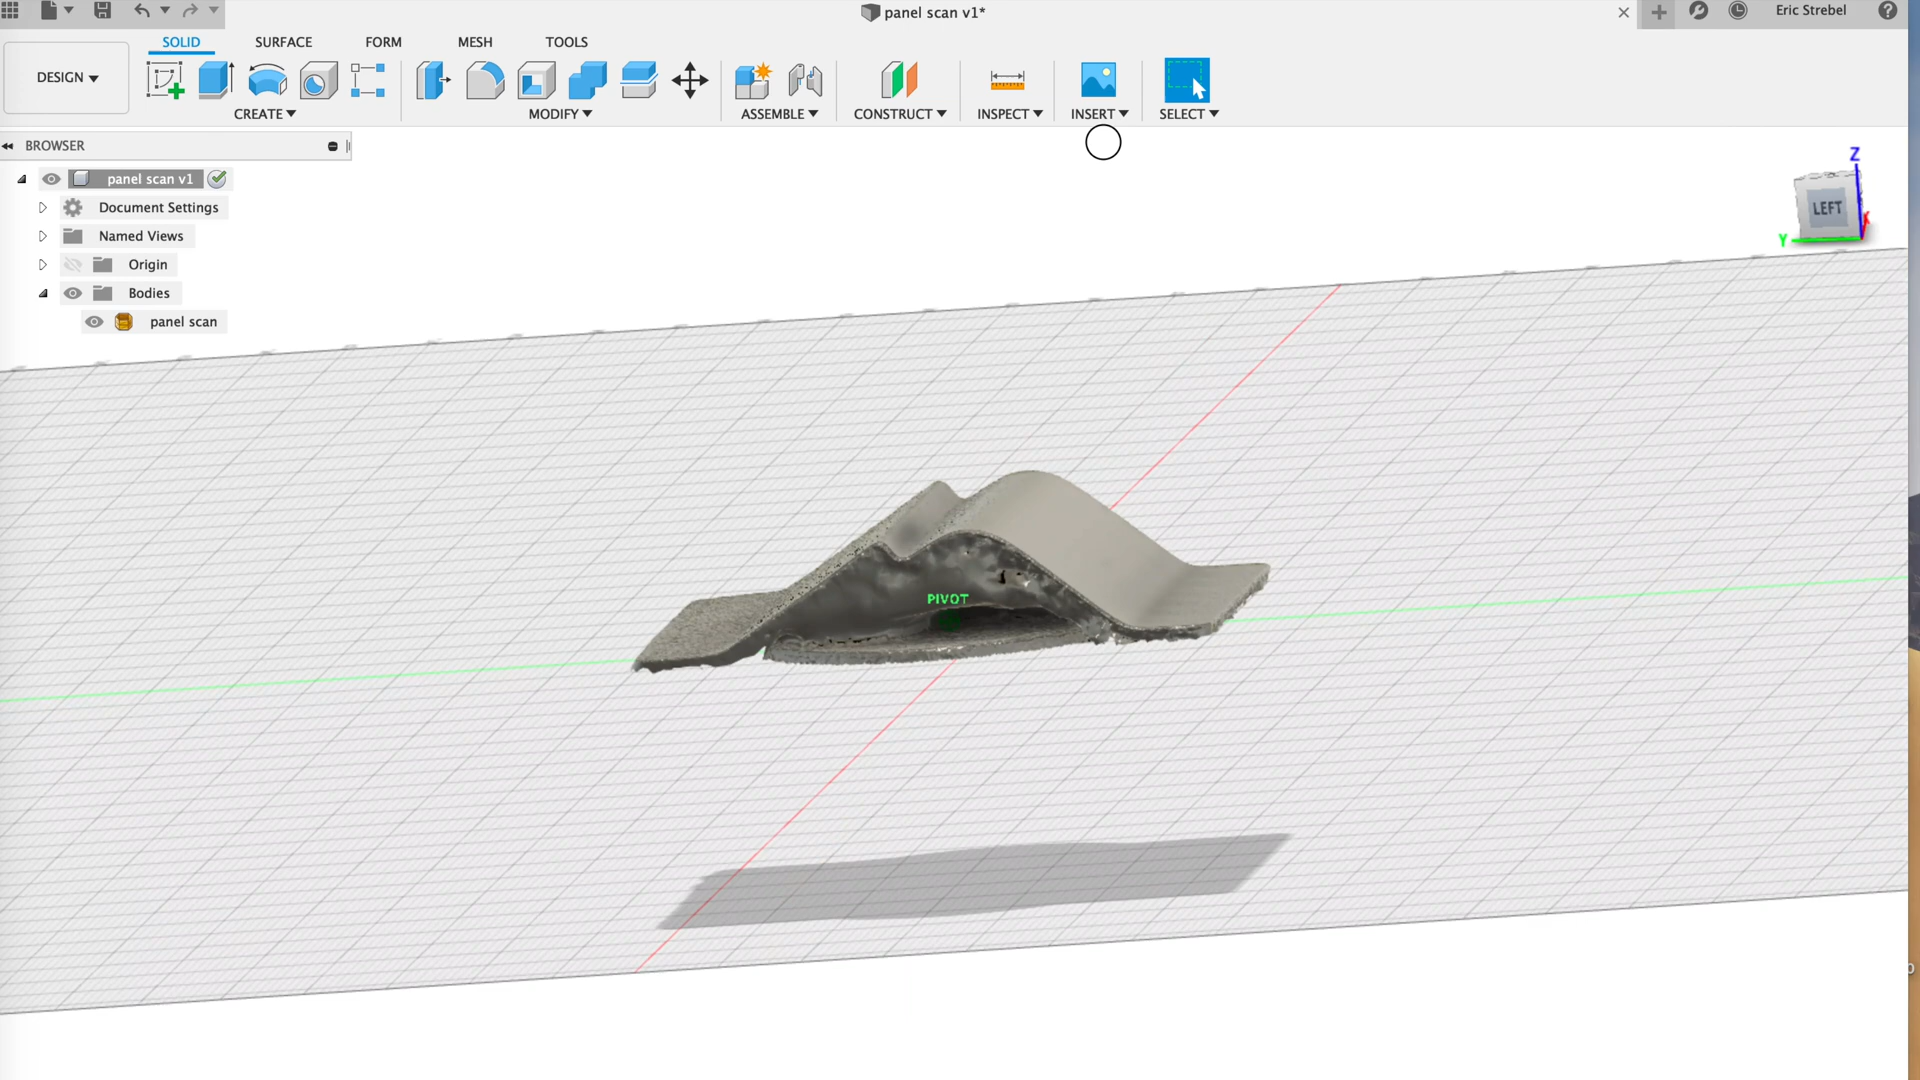 panel scan v1*
Eric Strebel
SOLID SURFACE FORM MESH TOOLS
DESIGN
CREATE MODIFY ASSEMBLE CONSTRUCT INSPECT INSERT SELECT
BROWSER
panel scan v1
Document Settings
Named Views
Origin
Bodies
panel scan
Z
LEFT
X
Y
PIVOT